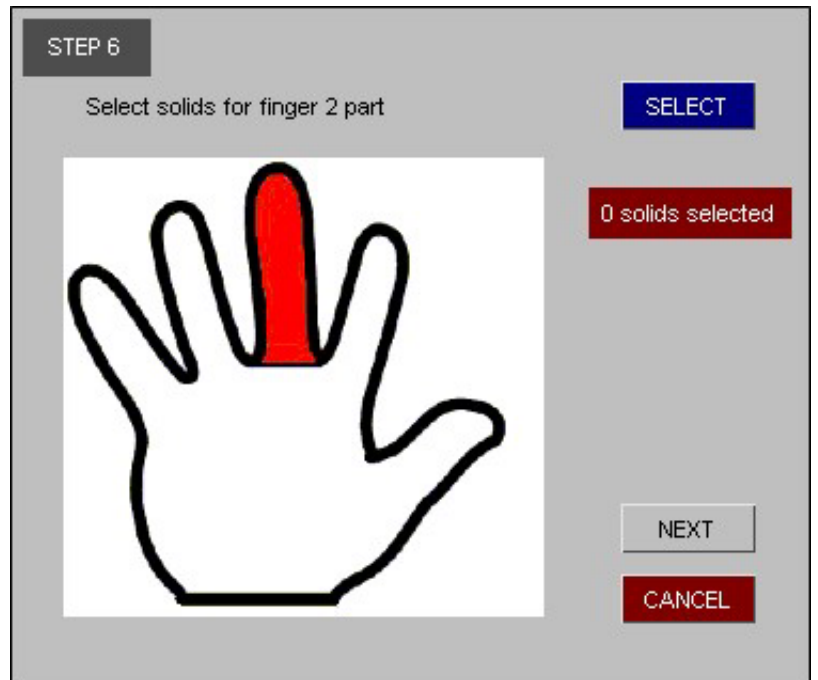 STEP 6
Select solids for finger 2 part
SELECT
0 solids selected
NEXT
CANCEL